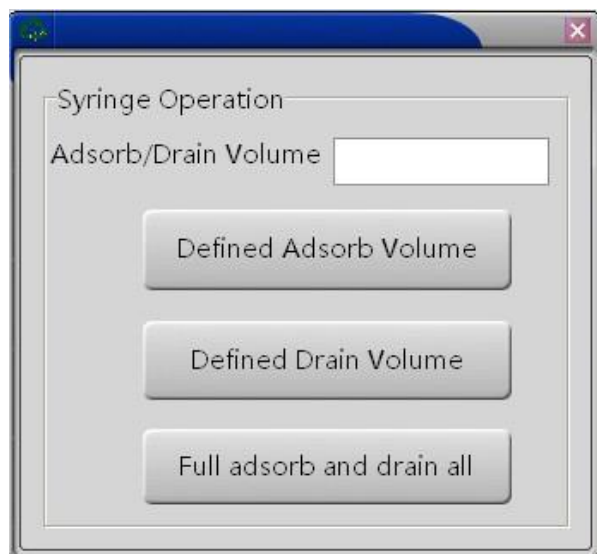 Syringe Operation
Adsorb/Drain Volume
Defined Adsorb Volume
Defined Drain Volume
Full adsorb and drain all